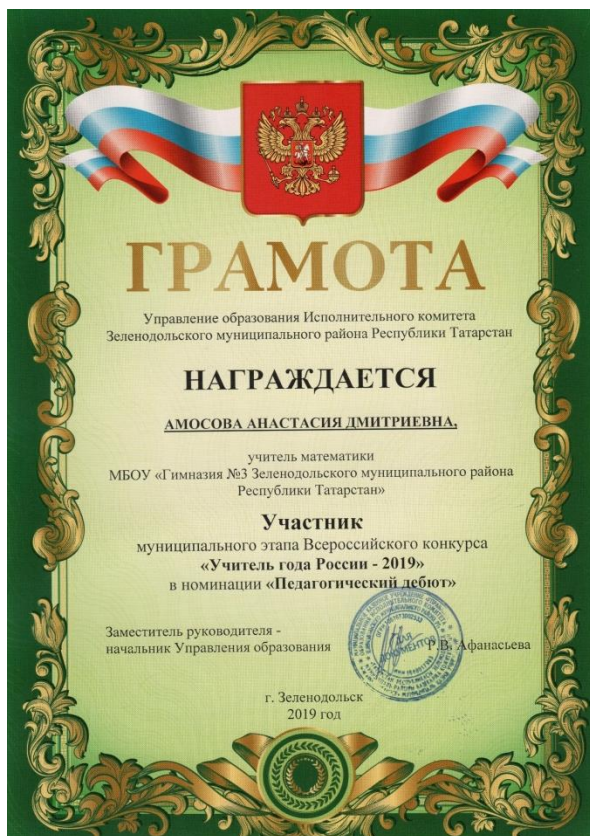 ГРАМОТА
Управление образования Исполнительного комитета
Зеленодольского муниципального района Республики Татарстан
НАГРАЖДАЕТСЯ
АМОСОВА АНАСТАСИЯ ДМИТРИЕВНА,
учитель математики
МБОУ «Гимназия №3 Зеленодольского муниципального района
Республики Татарстан»
Участник
муниципального этапа Всероссийского конкурса
«Учитель года России - 2019»
в номинации «Педагогический дебют»
Заместитель руководителя -
начальник Управления образования
Р.В. Афанасьева
ДЛЯ
ДОКУМЕНТОВ
г. Зеленодольск
2019 год